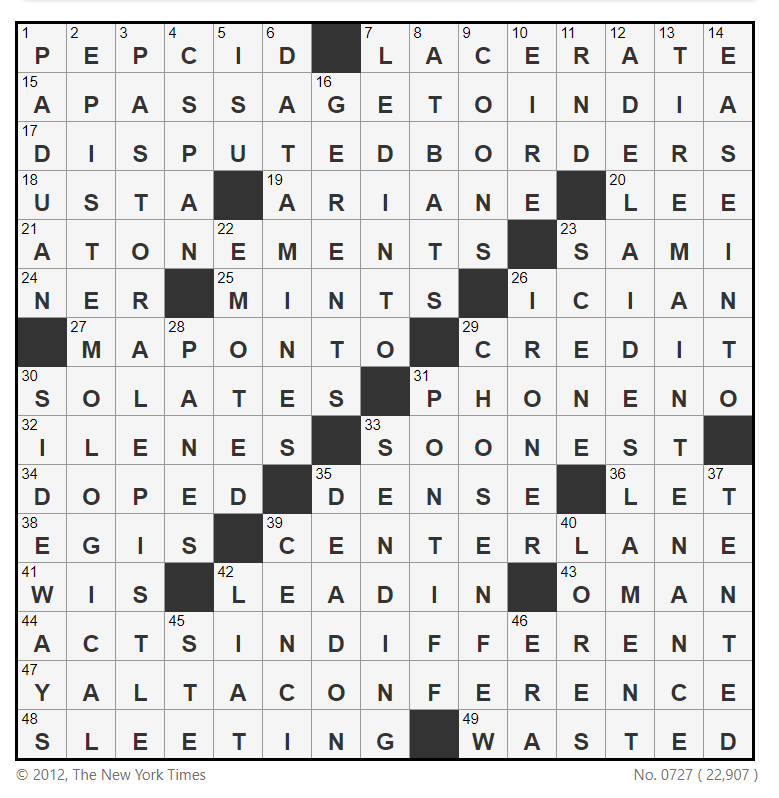 1 2 3 4 5 6 7 8 9 10 11 12 13 14
P E P C I D L A C E R A T E
15 16
A P A S S A G E T O I N D I A
17
D I S P U T E D B O R D E R S
18 19 20
U S T A A R I A N E L E E
21 22 23
A T O N E M E N T S S A M I
24 25 26
N E R M I N T S I C I A N
27 28 29
M A P O N T O C R E D I T
30 31
S O L A T E S P H O N E N O
32 33
I L E N E S S O O N E S T
34 35 36 37
D O P E D D E N S E L E T
38 39 40
E G I S C E N T E R L A N E
41 42 43
W I S L E A D I N O M A N
44 45 46
A C T S I N D I F F E R E N T
47
Y A L T A C O N F E R E N C E
48 49
S L E E T I N G W A S T E D
© 2012, The New York Times No. 0727 ( 22,907 )